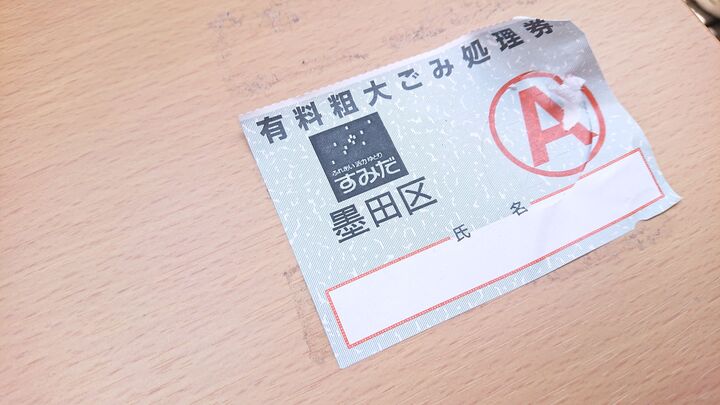 有料粗大ごみ処理券
A
ふれあい 活力 ゆとり
すみだ
墨田区
氏名